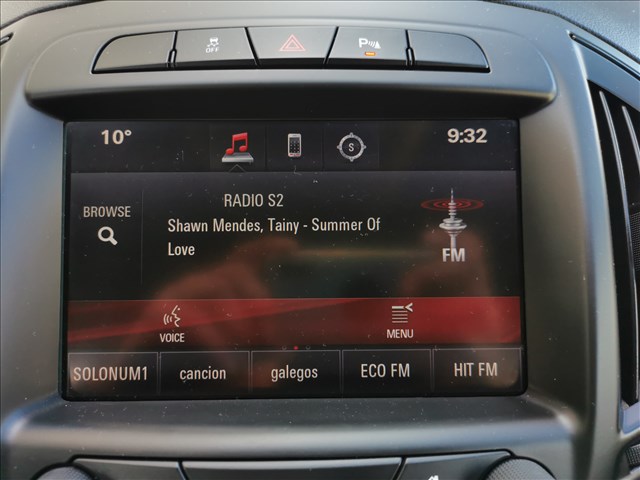 OFF
P
10°
S
9:32
BROWSE
RADIO S2
Shawn Mendes, Tainy - Summer Of
Love
FM
VOICE
MENU
SOLONUM1
cancion
galegos
ECO FM
HIT FM